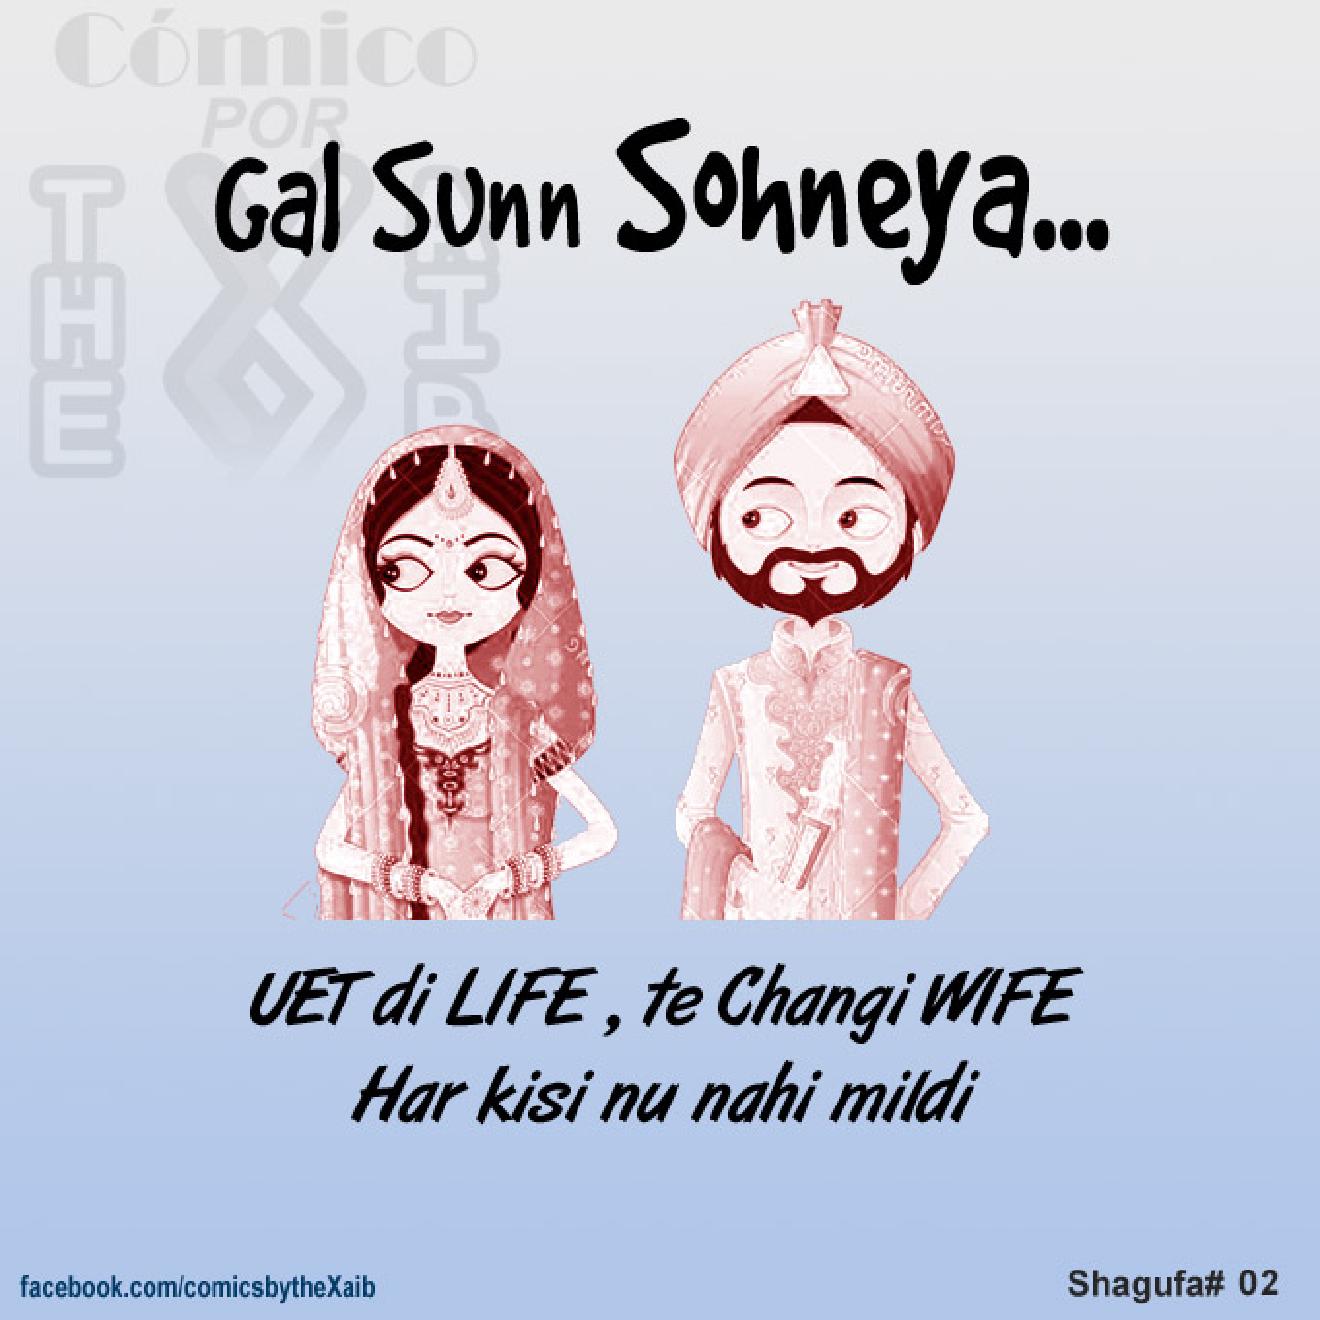 Cómico
POR
THE
Gal Sunn Sohneya...
UET di LIFE , te Changi WIFE
Har kisi nu nahi mildi
facebook.com/comicsbytheXaib
Shagufa# 02